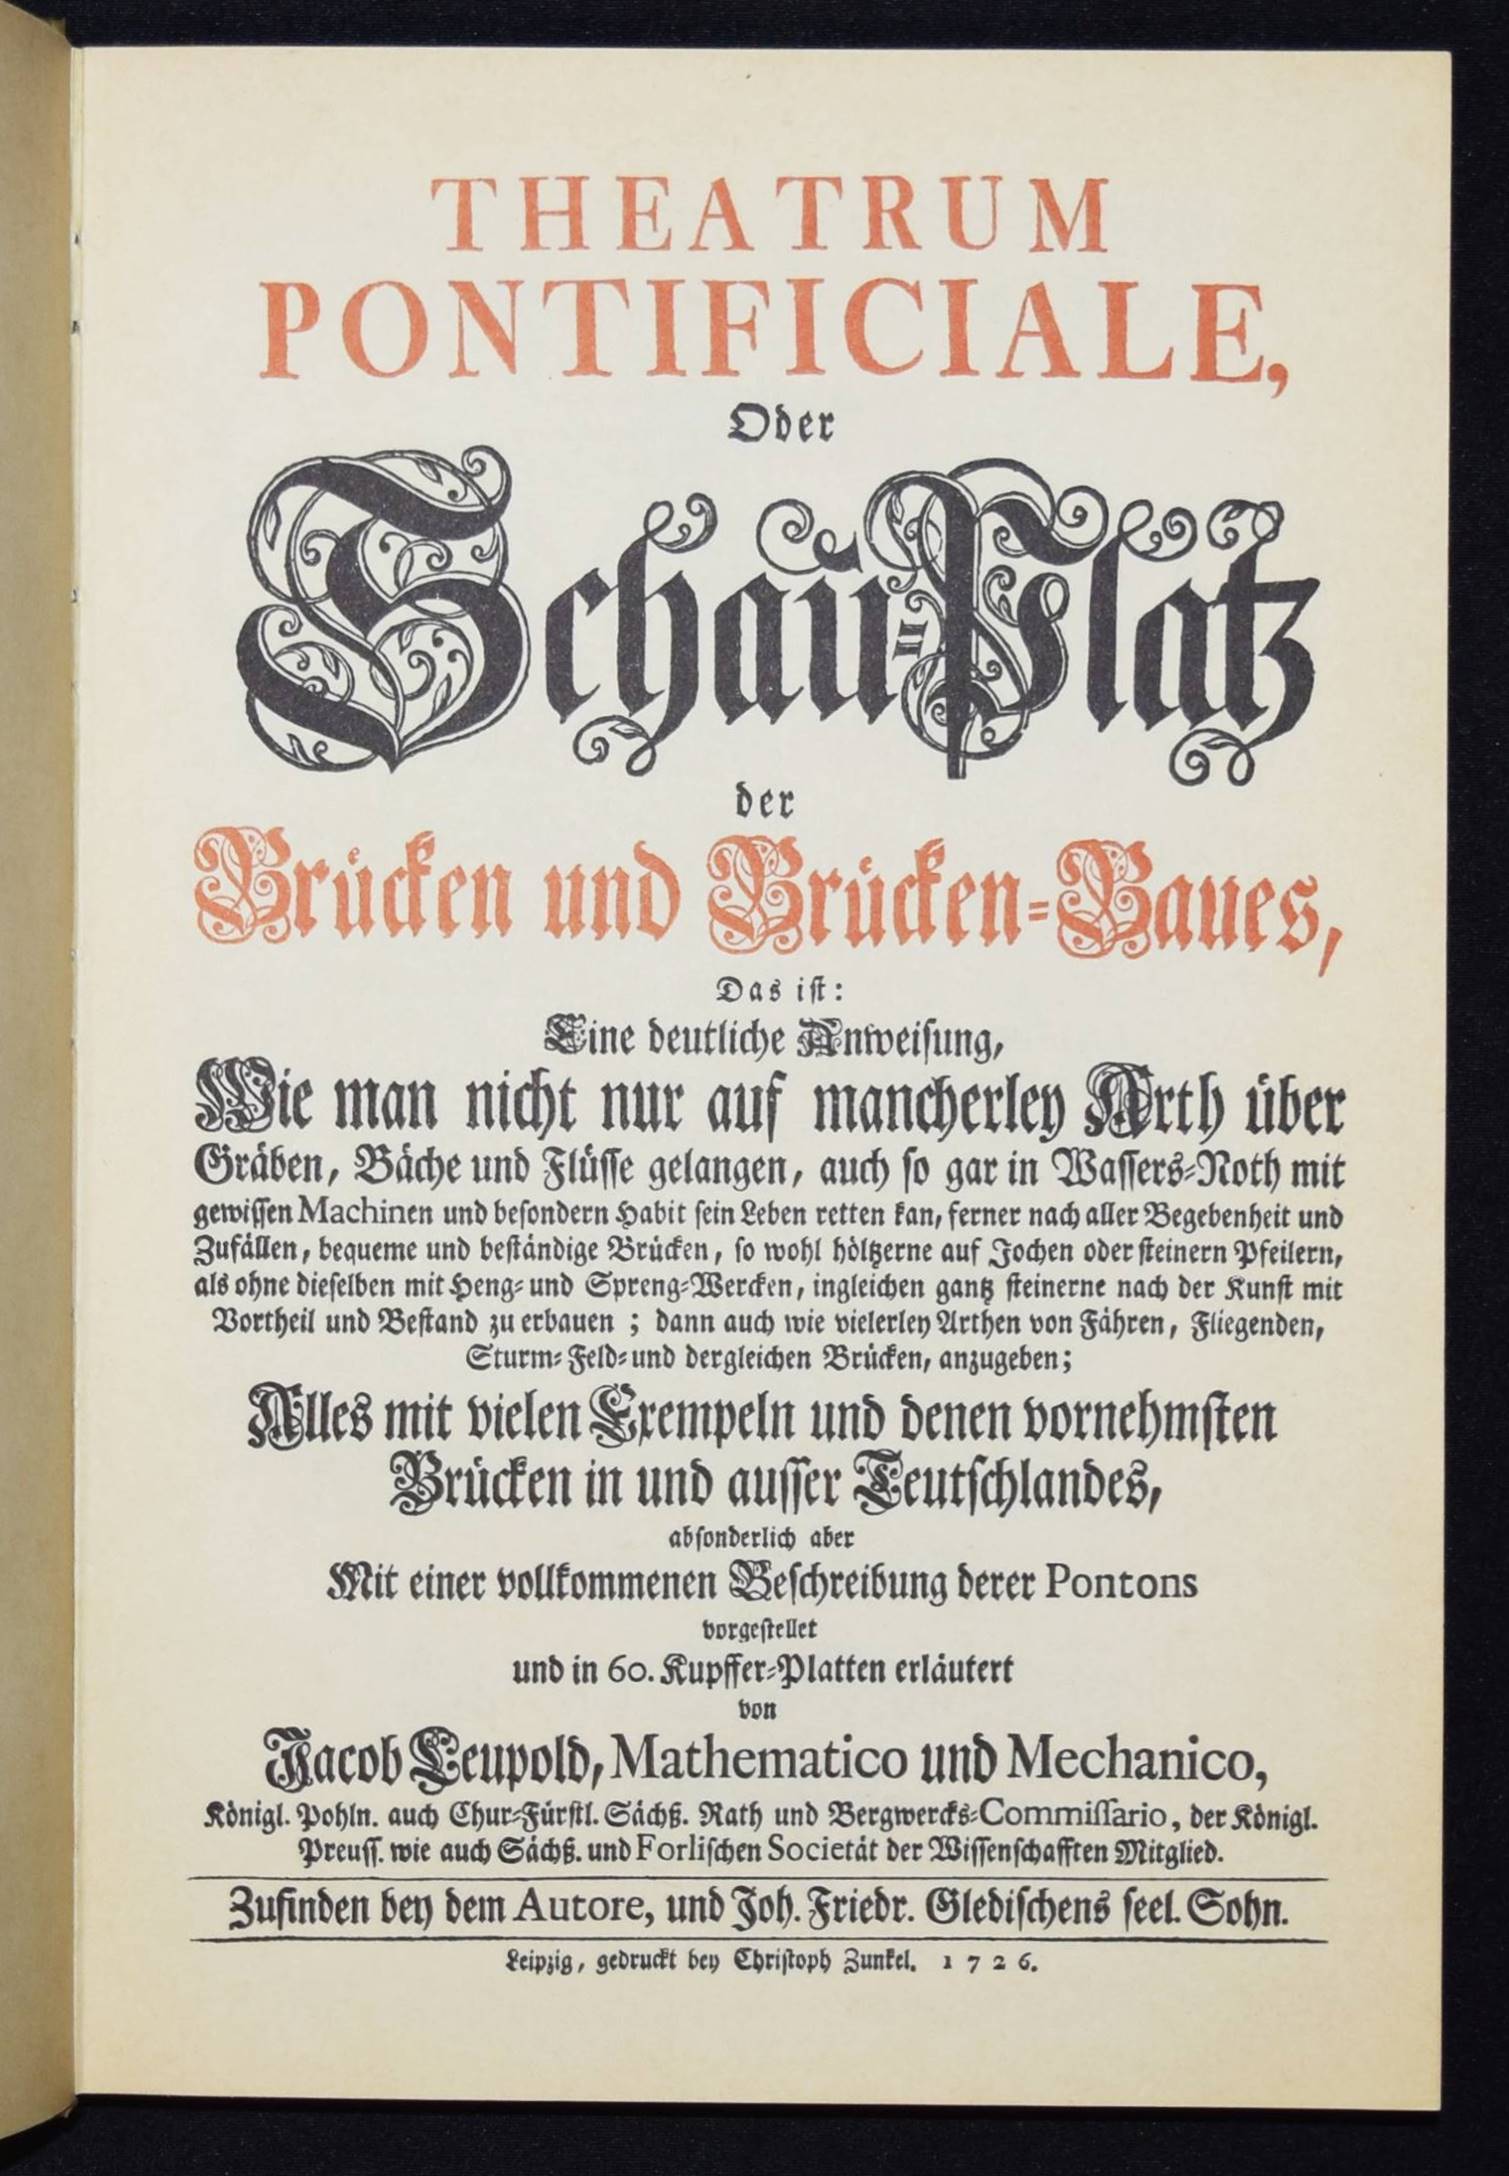 THEATRUM
PONTIFICIALE,
Oder
Schau=Platz
der
Brücken und Brücken=Baues,
Das ist:
Eine deutliche Anweisung,
Wie man nicht nur auf mancherley Arth über
Gräben, Bäche und Flüsse gelangen, auch so gar in Wassers=Noth mit
gewissen Machinen und besondern Habit sein Leben retten kan, ferner nach aller Begebenheit und
Zufällen, bequeme und beständige Brücken, so wohl höltzerne auf Jochen oder steinern Pfeilern,
als ohne dieselben mit Heng= und Spreng=Wercken, ingleichen gantz steinerne nach der Kunst mit
Vortheil und Bestand zu erbauen ; dann auch wie vielerley Arthen von Fähren, Fliegenden,
Sturm= Feld= und dergleichen Brücken, anzugeben;
Alles mit vielen Exempeln und denen vornehmsten
Brücken in und ausser Teutschlandes,
absonderlich aber
Mit einer vollkommenen Beschreibung derer Pontons
vorgestellet
und in 60. Kupffer=Platten erläutert
von
Jacob Leupold, Mathematico und Mechanico,
Königl. Pohln. auch Chur=Fürstl. Sächß. Rath und Bergwercks=Commissario, der Königl.
Preuss. wie auch Sächß. und Forlischen Societät der Wissenschafften Mitglied.
Zufinden bey dem Autore, und Joh. Friedr. Gledischens seel. Sohn.
Leipzig, gedruckt bey Christoph Zunkel. 1726.